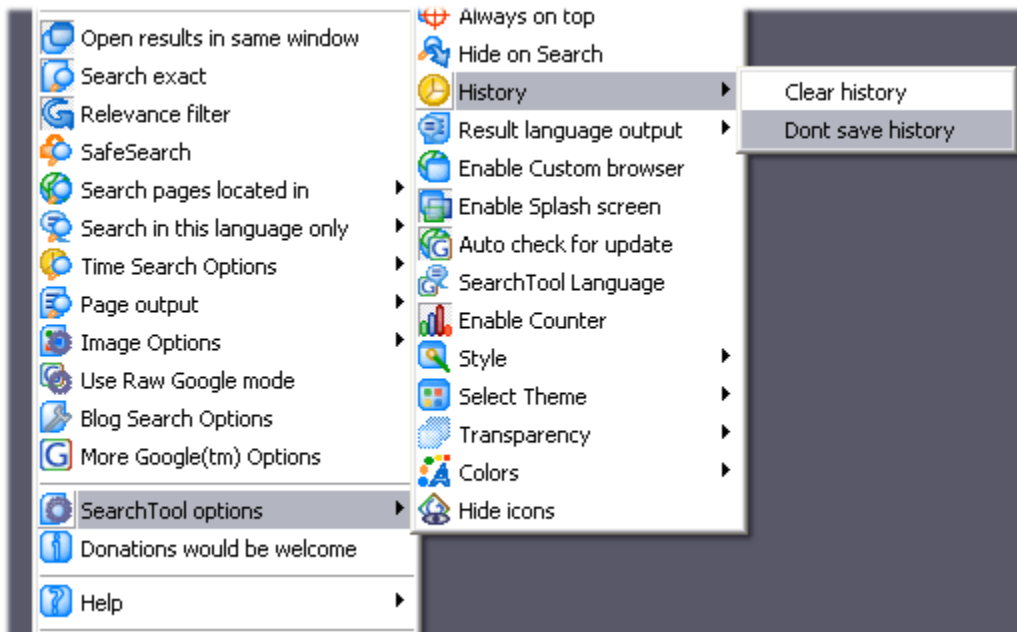 Open results in same window
Search exact
Relevance filter
SafeSearch
Search pages located in
Search in this language only
Time Search Options
Page output
Image Options
Use Raw Google mode
Blog Search Options
More Google(tm) Options
SearchTool options
Donations would be welcome
Help
Always on top
Hide on Search
History
Result language output
Enable Custom browser
Enable Splash screen
Auto check for update
SearchTool Language
Enable Counter
Style
Select Theme
Transparency
Colors
Hide icons
Clear history
Dont save history